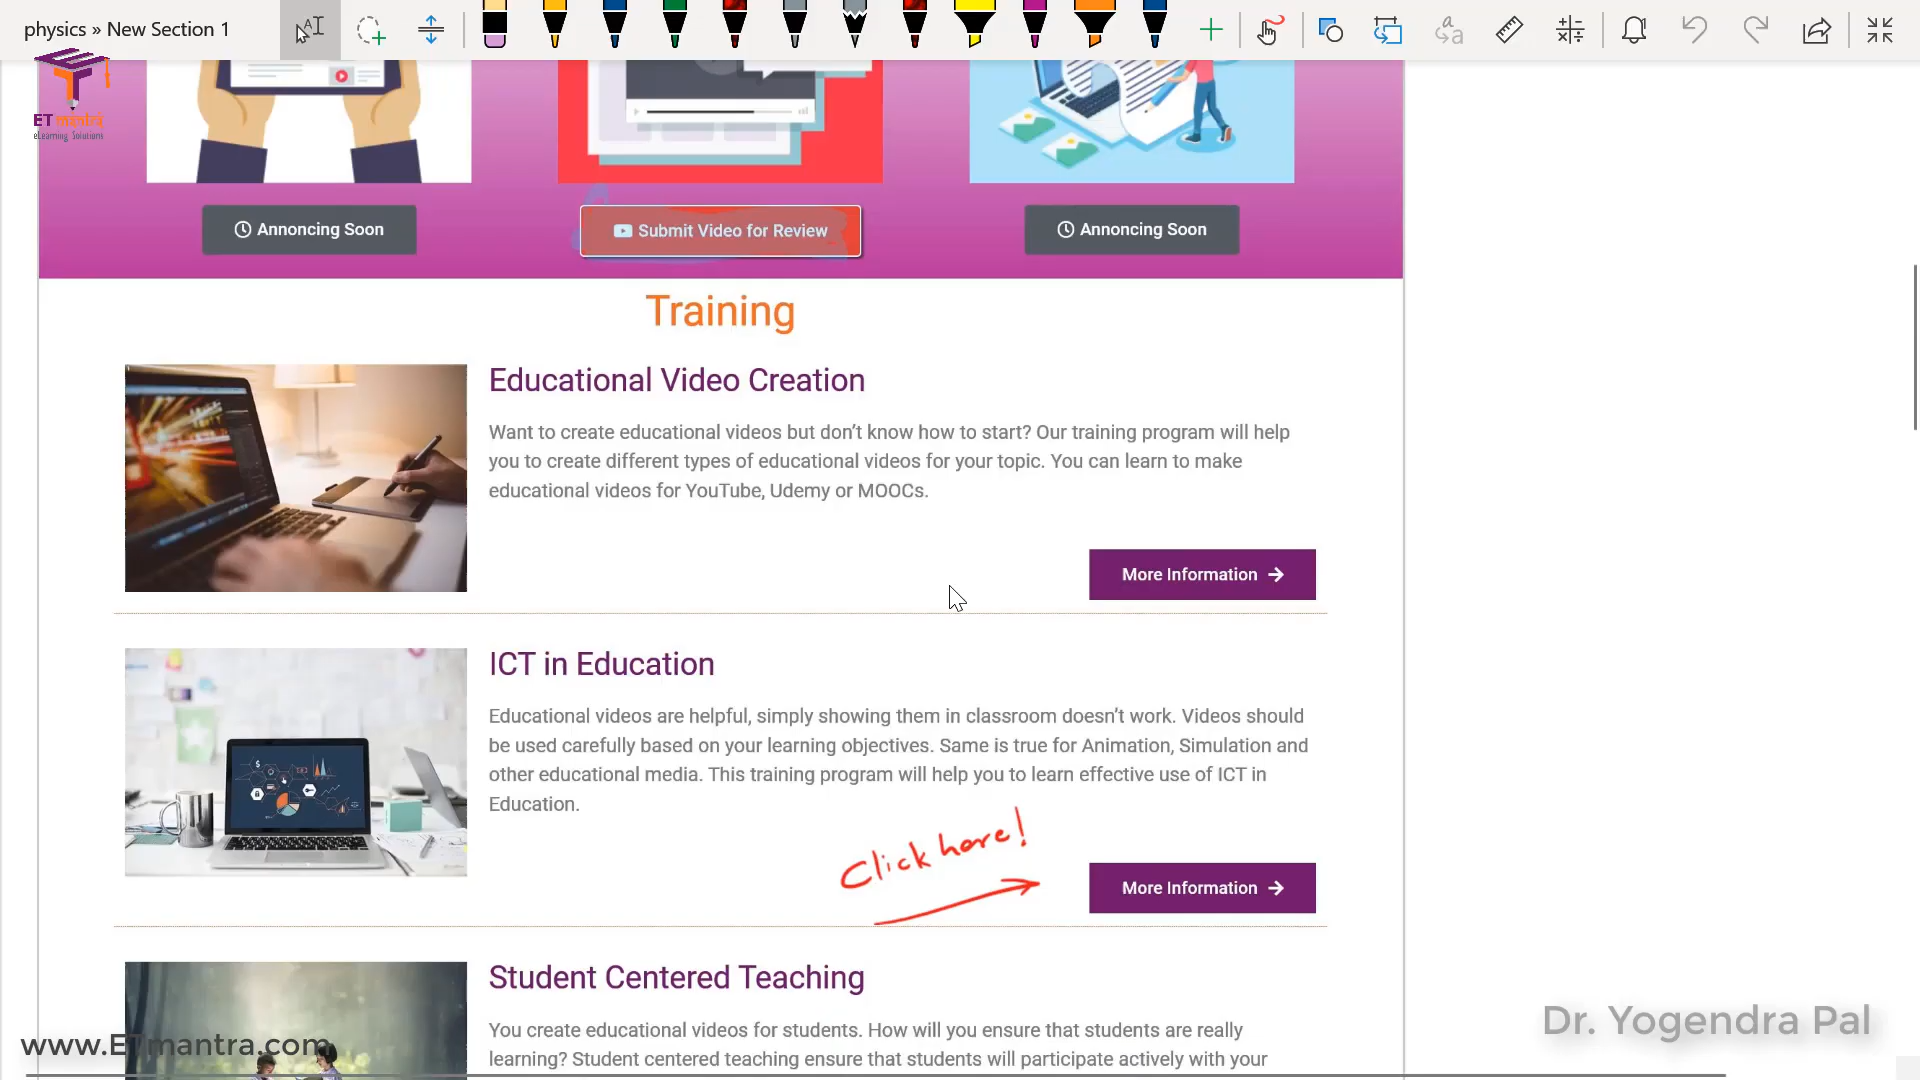 physics » New Section 1
ET mantra
eLearning Solutions
Annoncing Soon
Submit Video for Review
Annoncing Soon
Training
Educational Video Creation
Want to create educational videos but don’t know how to start? Our training program will help
you to create different types of educational videos for your topic. You can learn to make
educational videos for YouTube, Udemy or MOOCs.
More Information
ICT in Education
Educational videos are helpful, simply showing them in classroom doesn’t work. Videos should
be used carefully based on your learning objectives. Same is true for Animation, Simulation and
other educational media. This training program will help you to learn effective use of ICT in
Education.
Click here!
More Information
Student Centered Teaching
You create educational videos for students. How will you ensure that students are really
learning? Student centered teaching ensure that students will participate actively with your
www.ETmantra.com
Dr. Yogendra Pal